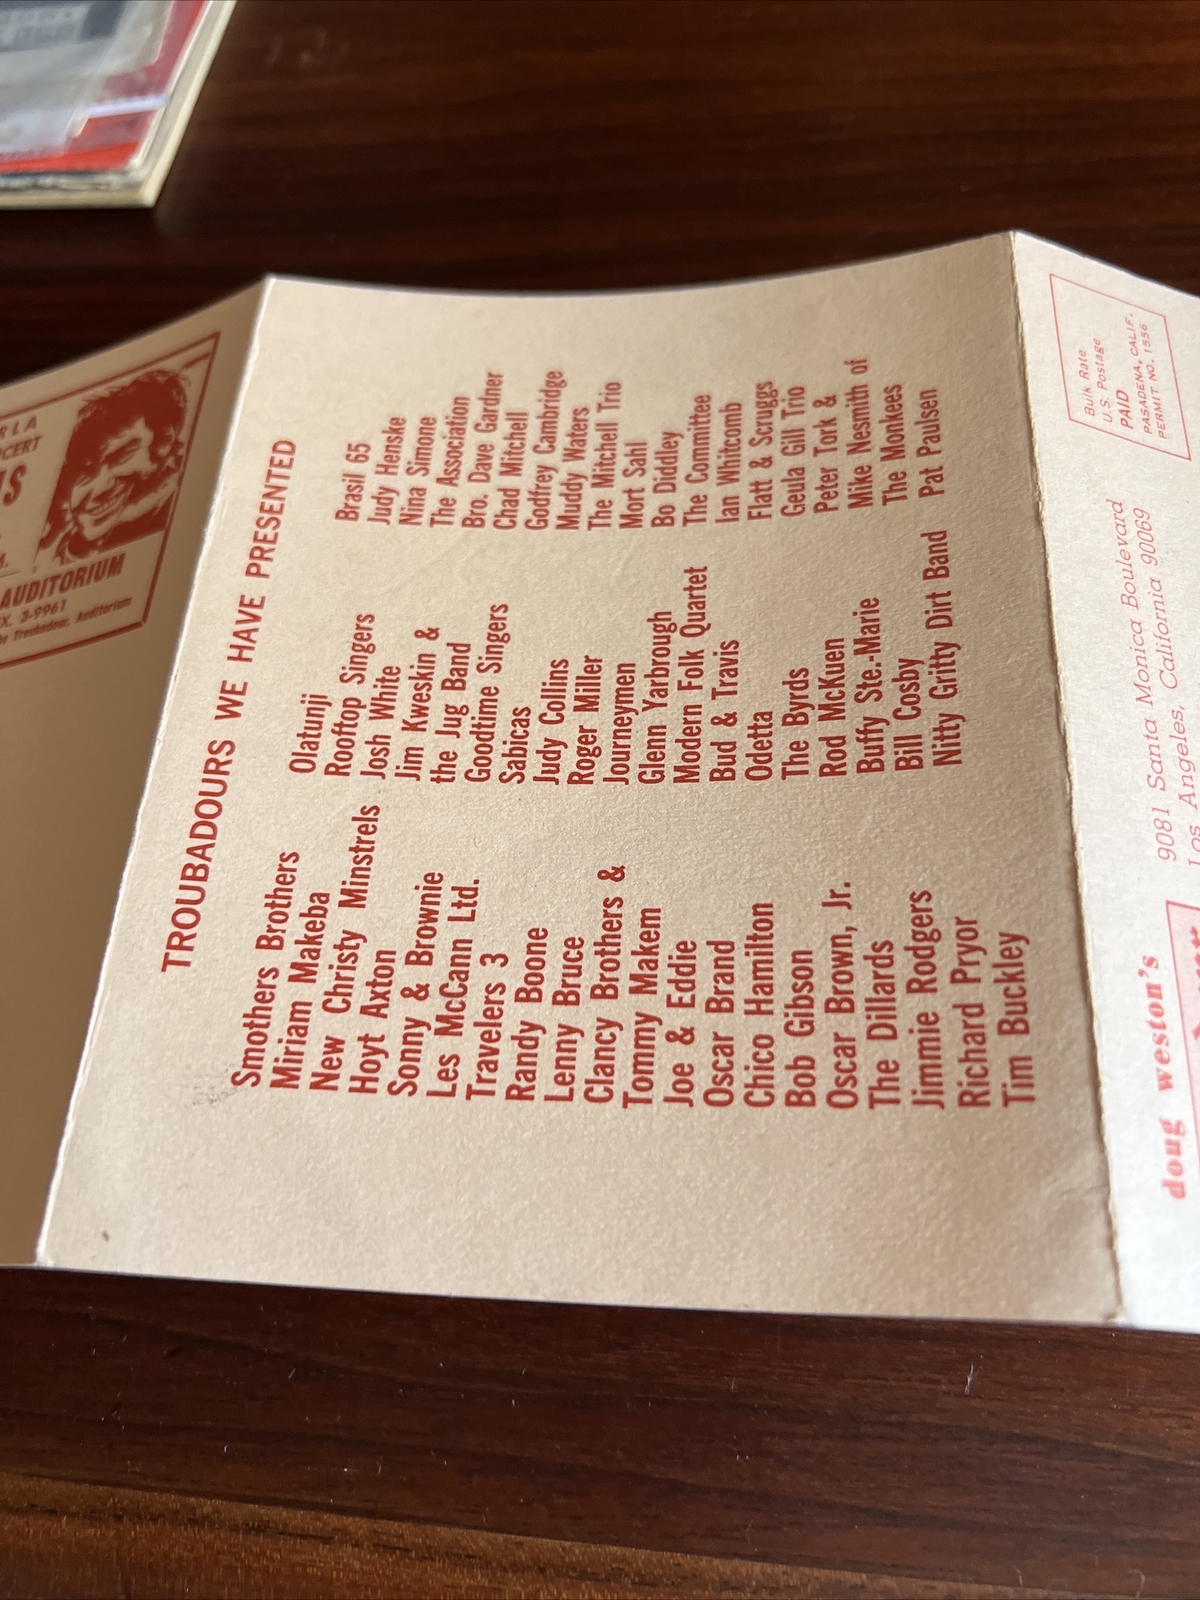 TROUBADOURS WE HAVE PRESENTED
Smothers Brothers
Miriam Makeba
New Christy Minstrels
Hoyt Axton
Sonny & Brownie
Les McCann Ltd.
Travelers 3
Randy Boone
Lenny Bruce
Clancy Brothers &
Tommy Makem
Joe & Eddie
Oscar Brand
Chico Hamilton
Bob Gibson
Oscar Brown, Jr.
The Dillards
Jimmie Rodgers
Richard Pryor
Tim Buckley
Olatunji
Rooftop Singers
Josh White
Jim Kweskin &
the Jug Band
Goodtime Singers
Sabicas
Judy Collins
Roger Miller
Journeymen
Glenn Yarbrough
Modern Folk Quartet
Bud & Travis
Odetta
The Byrds
Rod McKuen
Buffy Ste.-Marie
Bill Cosby
Nitty Gritty Dirt Band
Brasil 65
Judy Henske
Nina Simone
The Association
Bro. Dave Gardner
Chad Mitchell
Godfrey Cambridge
Muddy Waters
The Mitchell Trio
Mort Sahl
Bo Diddley
The Committee
Ian Whitcomb
Flatt & Scruggs
Geula Gill Trio
Peter Tork &
Mike Nesmith of
The Monkees
Pat Paulsen
AUDITORIUM
3-9961
Troubadour, Auditorium
Bulk Rate
U.S. Postage
PAID
PASADENA, CALIF.
PERMIT NO. 1556
doug weston's
9081 Santa Monica Boulevard
Los Angeles, California 90069